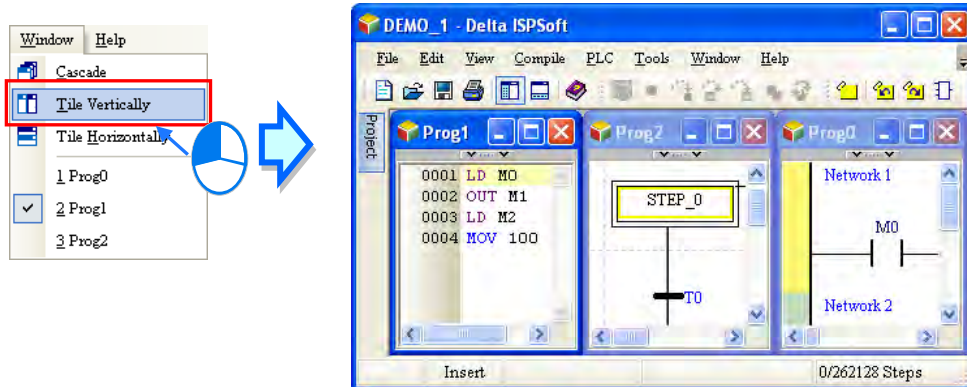 Window Help
Cascade
Tile Vertically
Tile Horizontally
1 Prog0
2 Prog1
3 Prog2
DEMO_1 - Delta ISPSoft
File Edit View Compile PLC Tools Window Help
Project
Prog1
0001 LD M0
0002 OUT M1
0003 LD M2
0004 MOV 100
Prog2
STEP_0
T0
Prog0
Network 1
M0
Network 2
Insert
0/262128 Steps